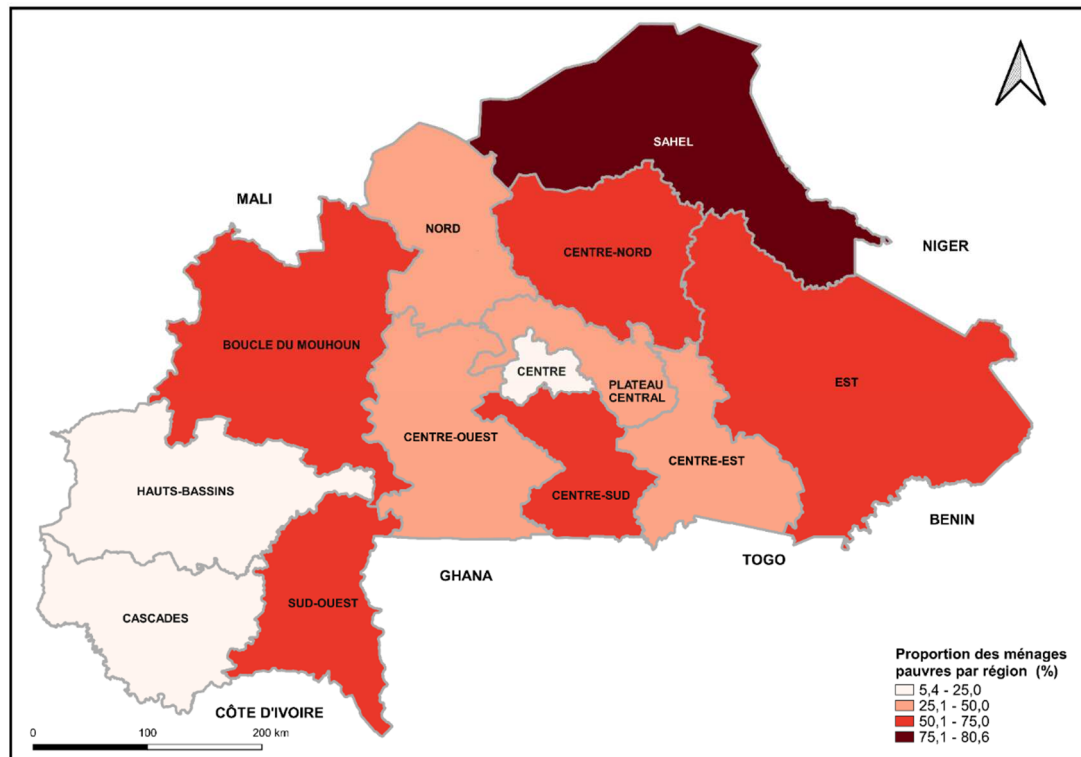 SAHEL
MALI
NORD
NIGER
CENTRE-NORD
BOUCLE DU MOUHOUN
CENTRE
PLATEAU
CENTRAL
EST
CENTRE-OUEST
CENTRE-EST
HAUTS-BASSINS
CENTRE-SUD
BENIN
TOGO
GHANA
SUD-OUEST
CASCADES
CÔTE D'IVOIRE
Proportion des ménages
pauvres par région (%)
5,4 - 25,0
25,1 - 50,0
50,1 - 75,0
75,1 - 80,6
0 100 200 km